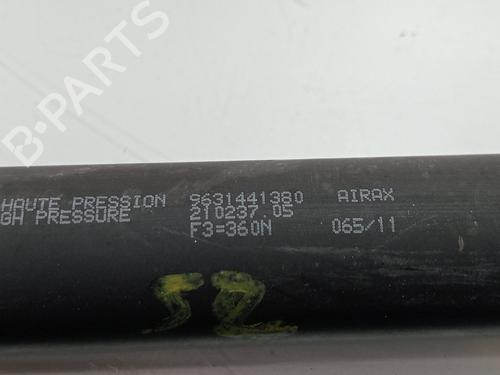 B-PARTS
HAUTE PRESSION 9631441380 AIRAX
GH PRESSURE 210237.05
F3=360N 065/11
52